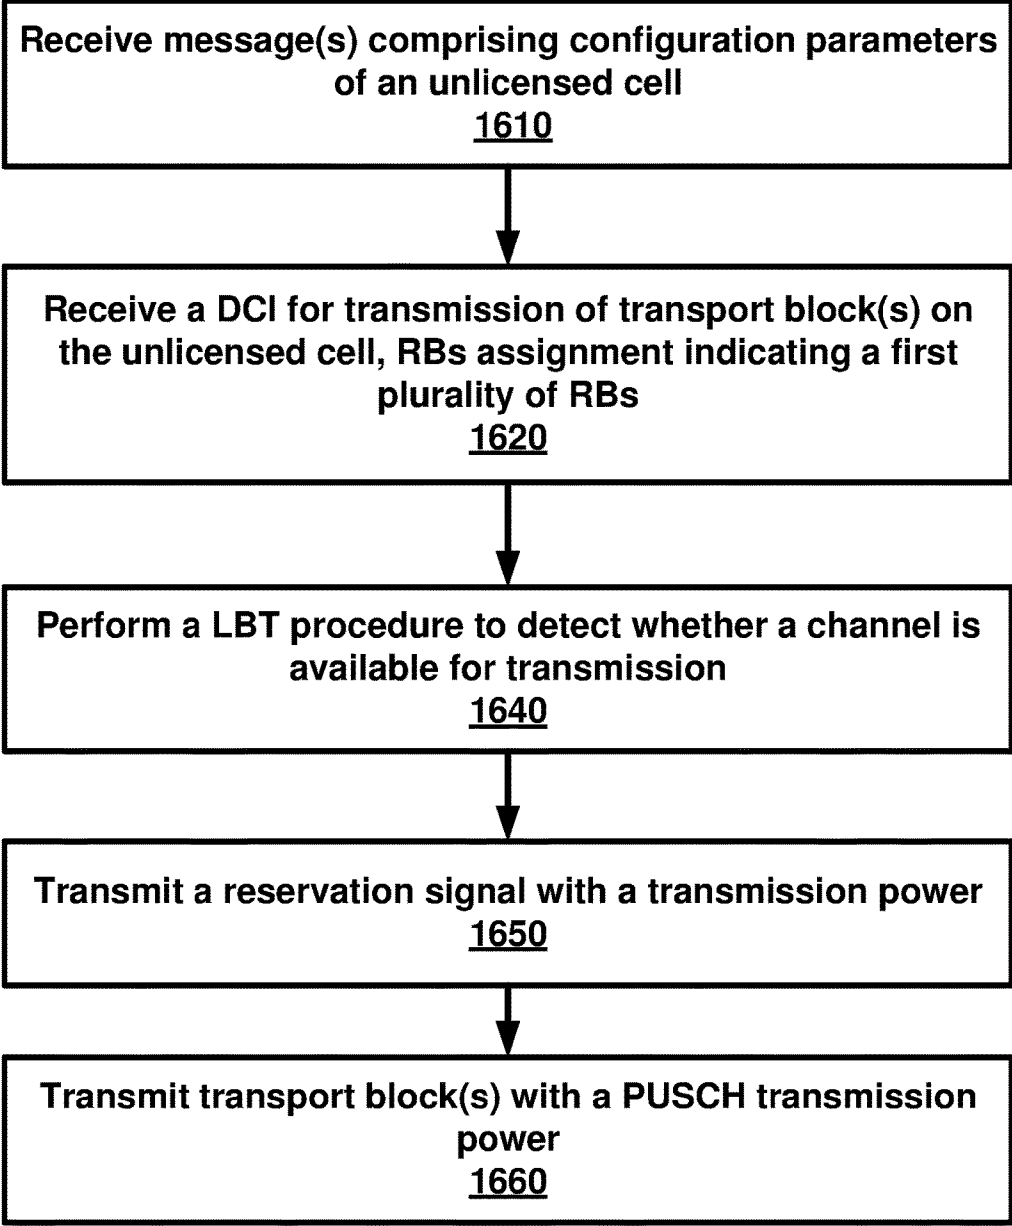 Receive message(s) comprising configuration parameters
of an unlicensed cell
1610
Receive a DCI for transmission of transport block(s) on
the unlicensed cell, RBs assignment indicating a first
plurality of RBs
1620
Perform a LBT procedure to detect whether a channel is
available for transmission
1640
Transmit a reservation signal with a transmission power
1650
Transmit transport block(s) with a PUSCH transmission
power
1660